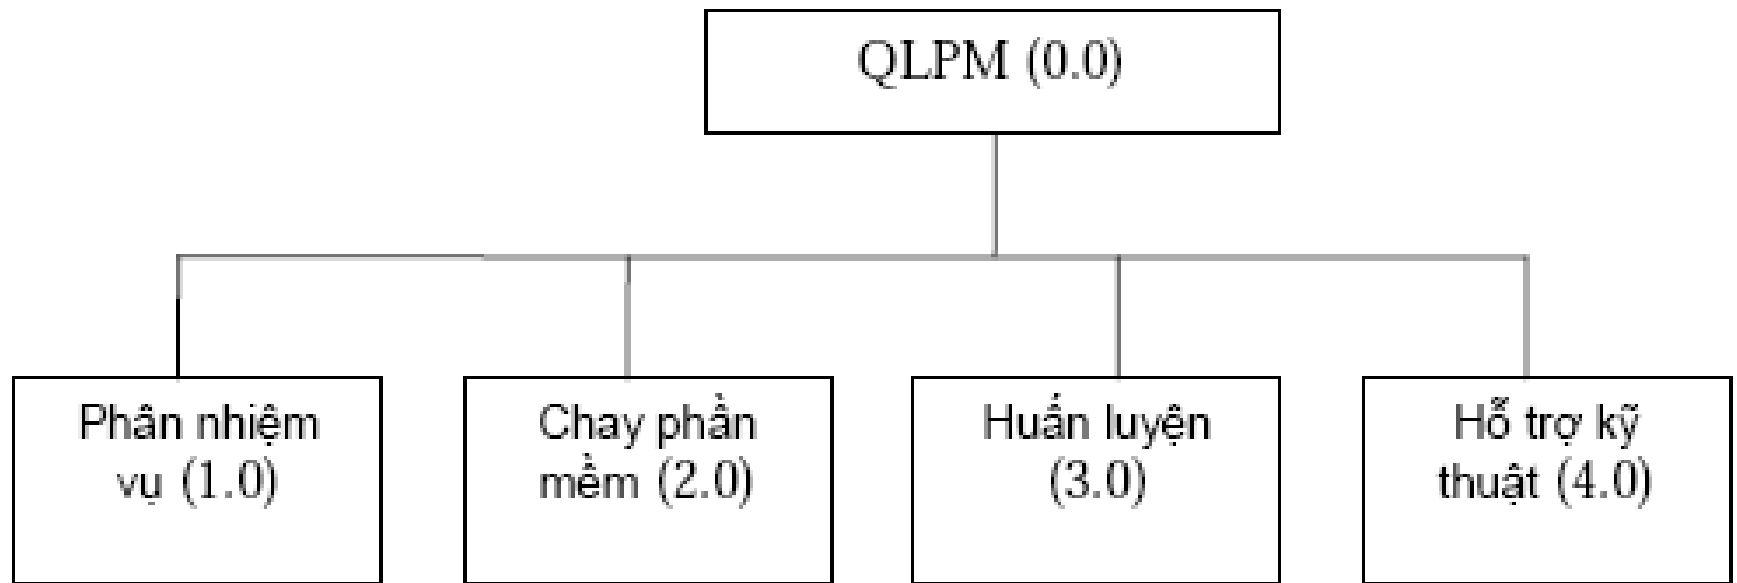 QLPM (0.0)
Phân nhiệm
vụ (1.0)
Chay phần
mềm (2.0)
Huấn luyện
(3.0)
Hỗ trợ kỹ
thuật (4.0)